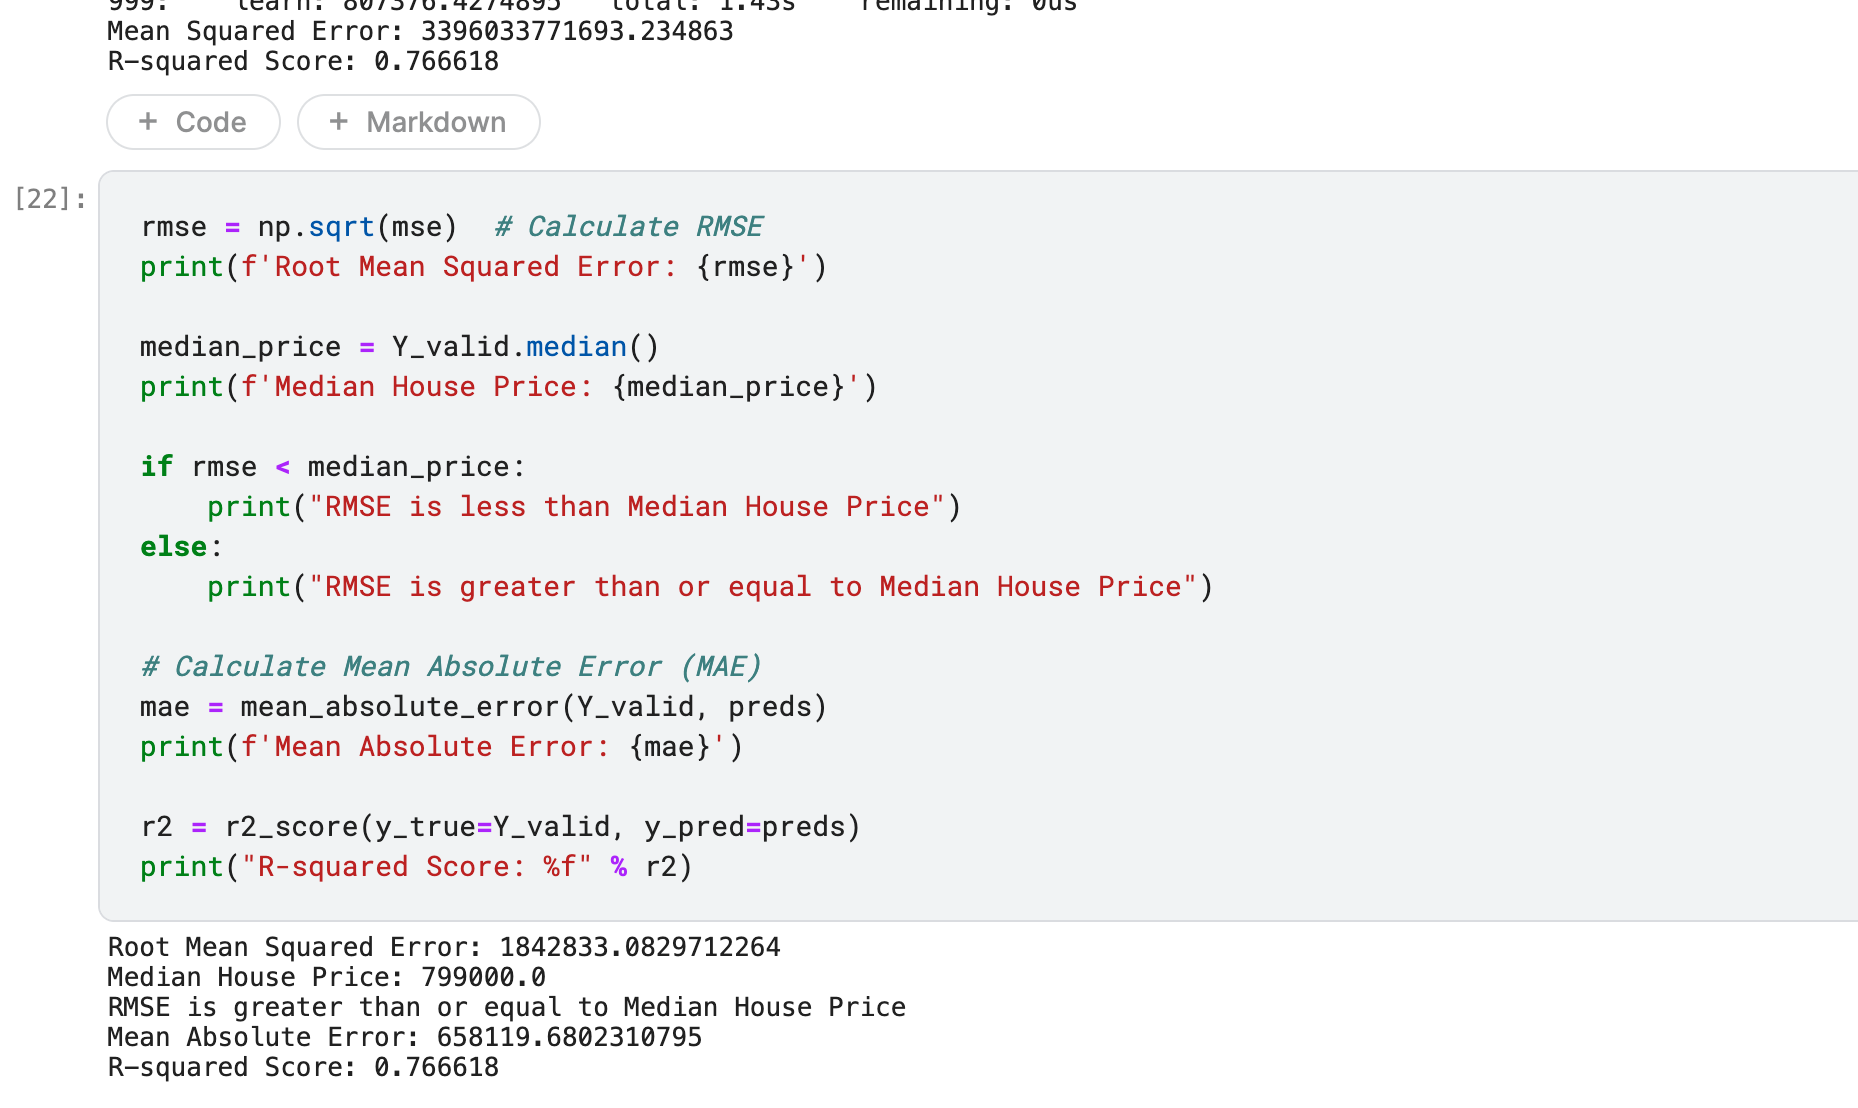 999: learn: 807376.4274895 total: 1.43s remaining: 0us
Mean Squared Error: 3396033771693.234863
R-squared Score: 0.766618
+ Code + Markdown
[22]:
rmse = np.sqrt(mse)  # Calculate RMSE
print(f'Root Mean Squared Error: {rmse}')
median_price = Y_valid.median()
print(f'Median House Price: {median_price}')
if rmse < median_price:
    print("RMSE is less than Median House Price")
else:
    print("RMSE is greater than or equal to Median House Price")
# Calculate Mean Absolute Error (MAE)
mae = mean_absolute_error(Y_valid, preds)
print(f'Mean Absolute Error: {mae}')
r2 = r2_score(y_true=Y_valid, y_pred=preds)
print("R-squared Score: %f" % r2)
Root Mean Squared Error: 1842833.0829712264
Median House Price: 799000.0
RMSE is greater than or equal to Median House Price
Mean Absolute Error: 658119.6802310795
R-squared Score: 0.766618